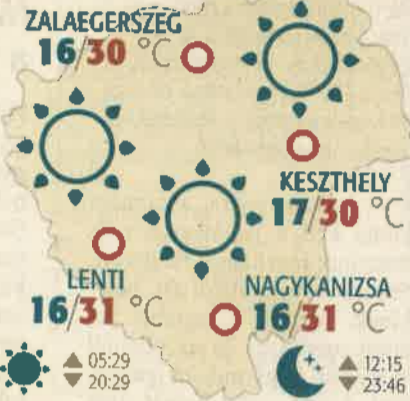 ZALAEGERSZEG
16/30 °C
KESZTHELY
17/30 °C
LENTI
16/31 °C
NAGYKANIZSA
16/31 °C
05:29
20:29
12:15
23:46